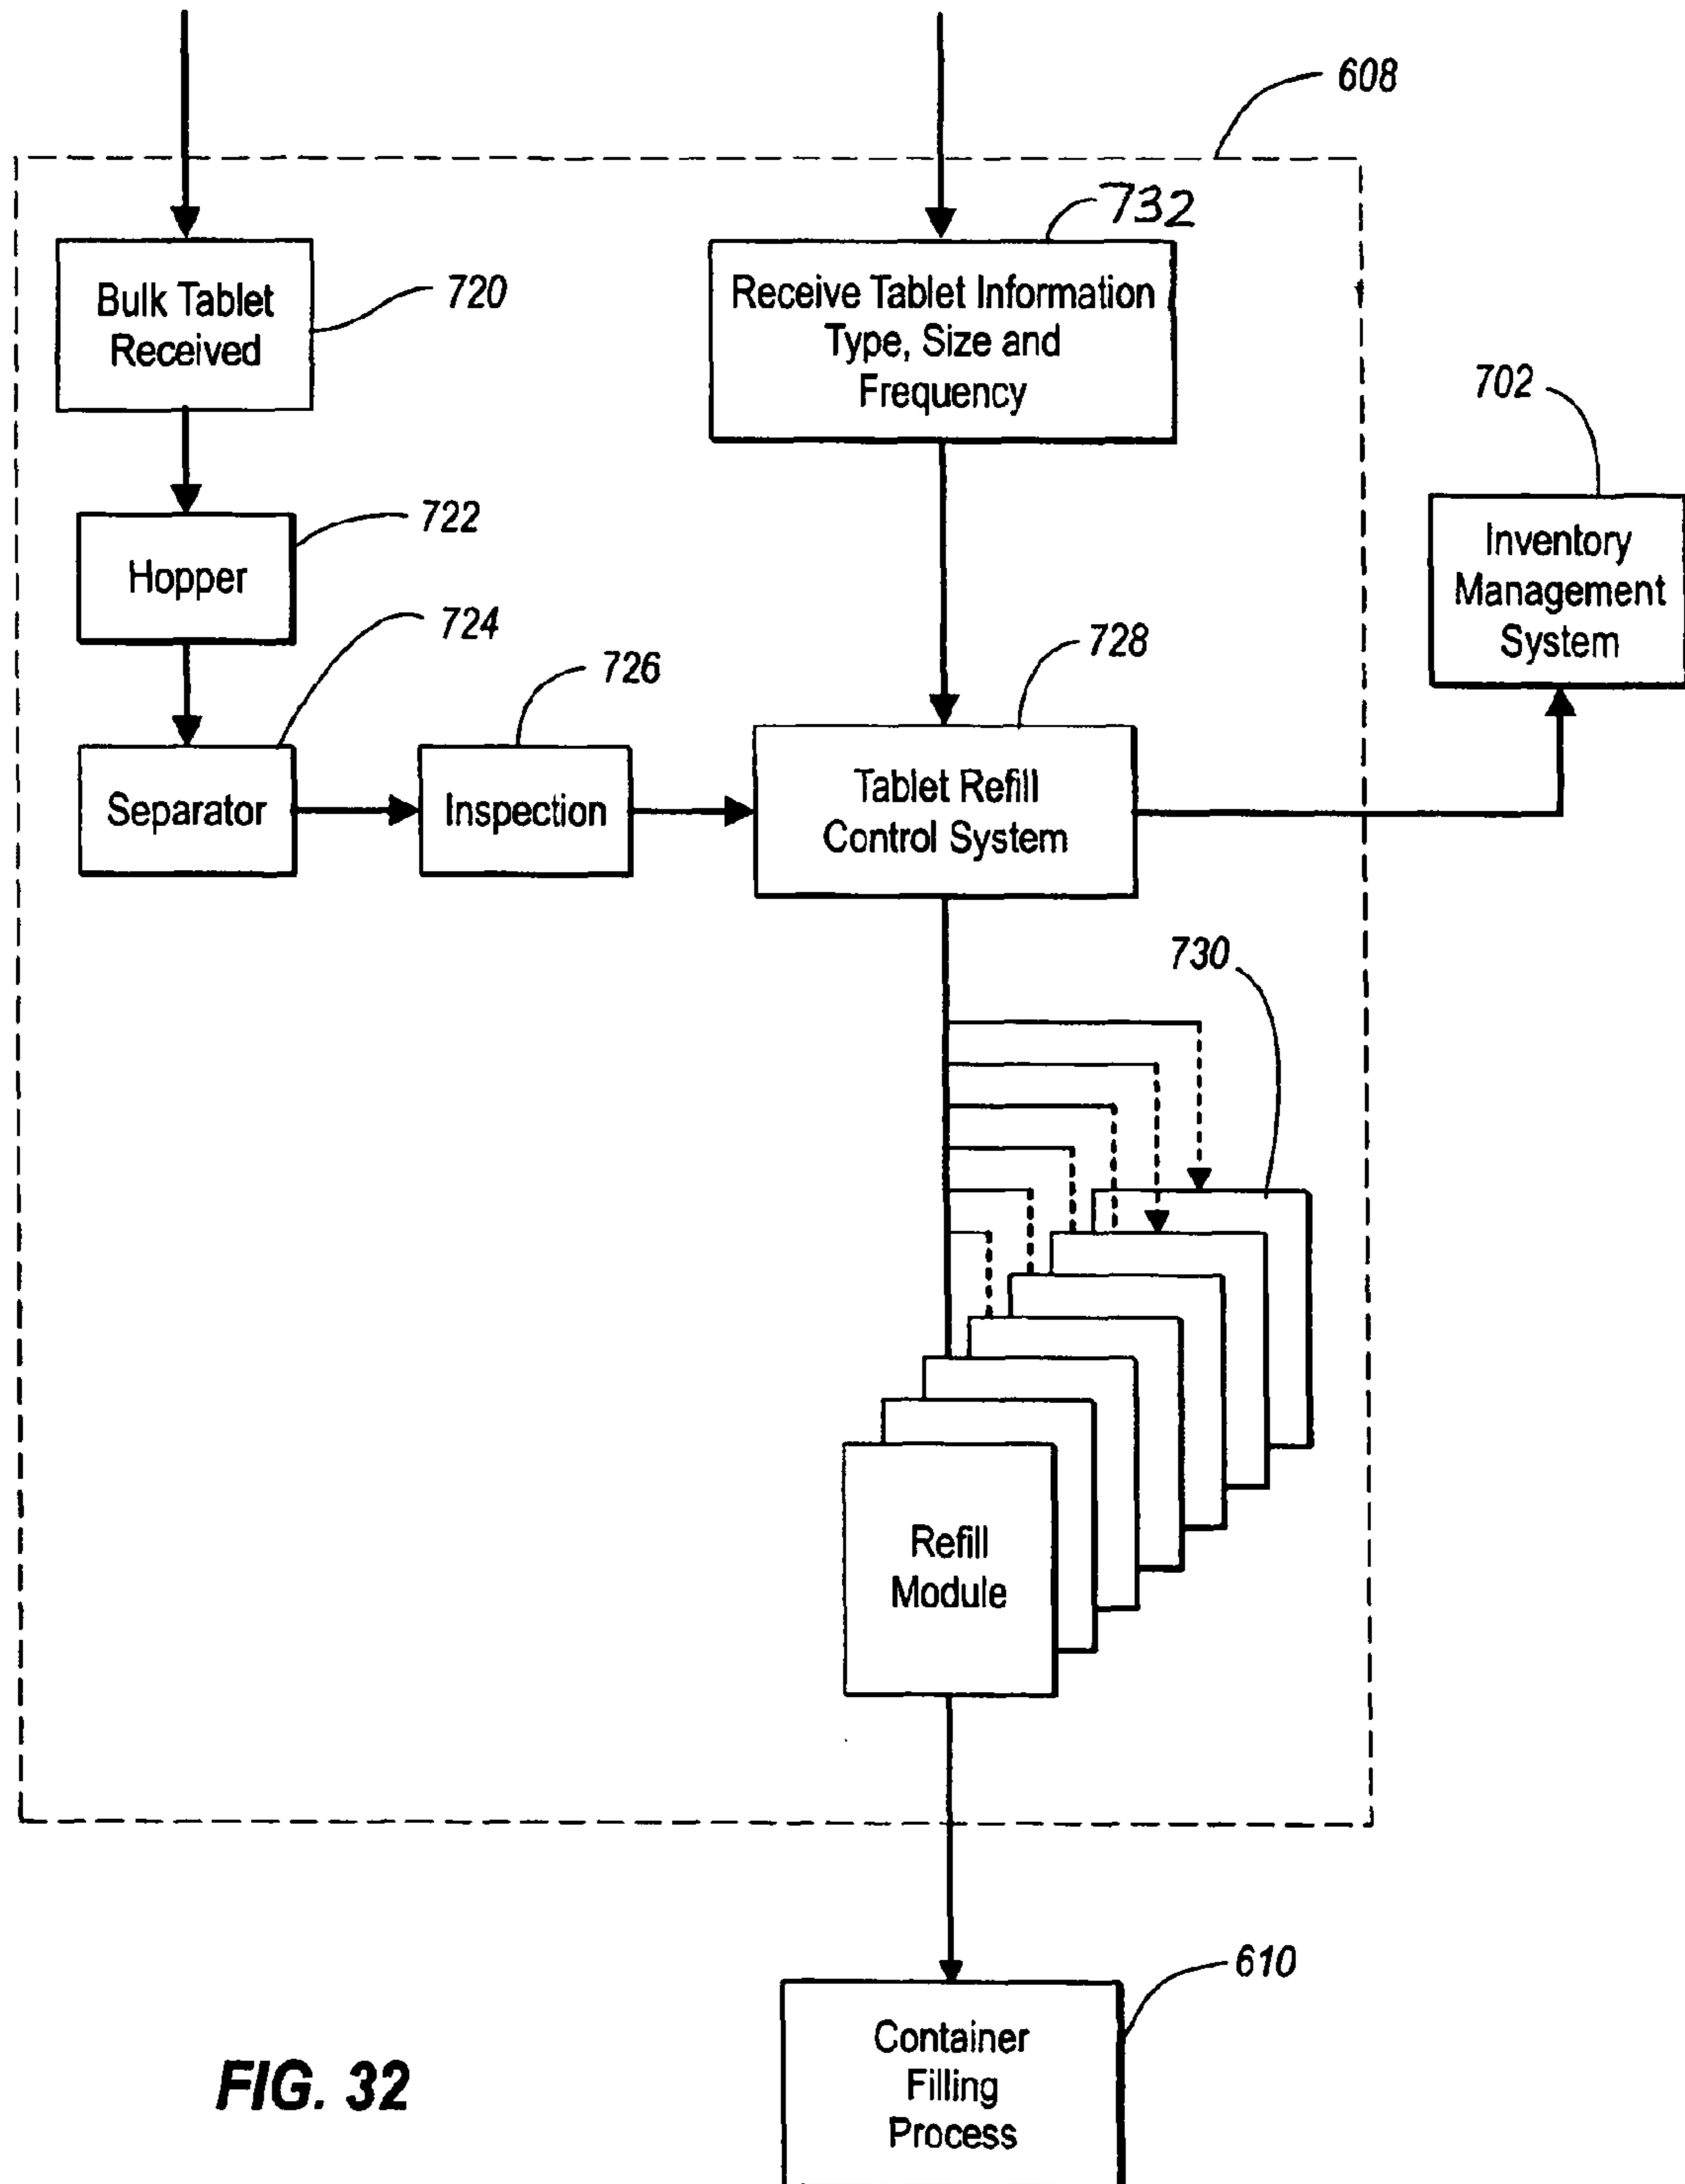 608
732
Bulk Tablet
Received
720
Receive Tablet Information
Type, Size and
Frequency
702
Inventory
Management
System
722
Hopper
724
726
728
Separator
Inspection
Tablet Refill
Control System
730
Refill
Module
610
Container
Filling
Process
FIG. 32